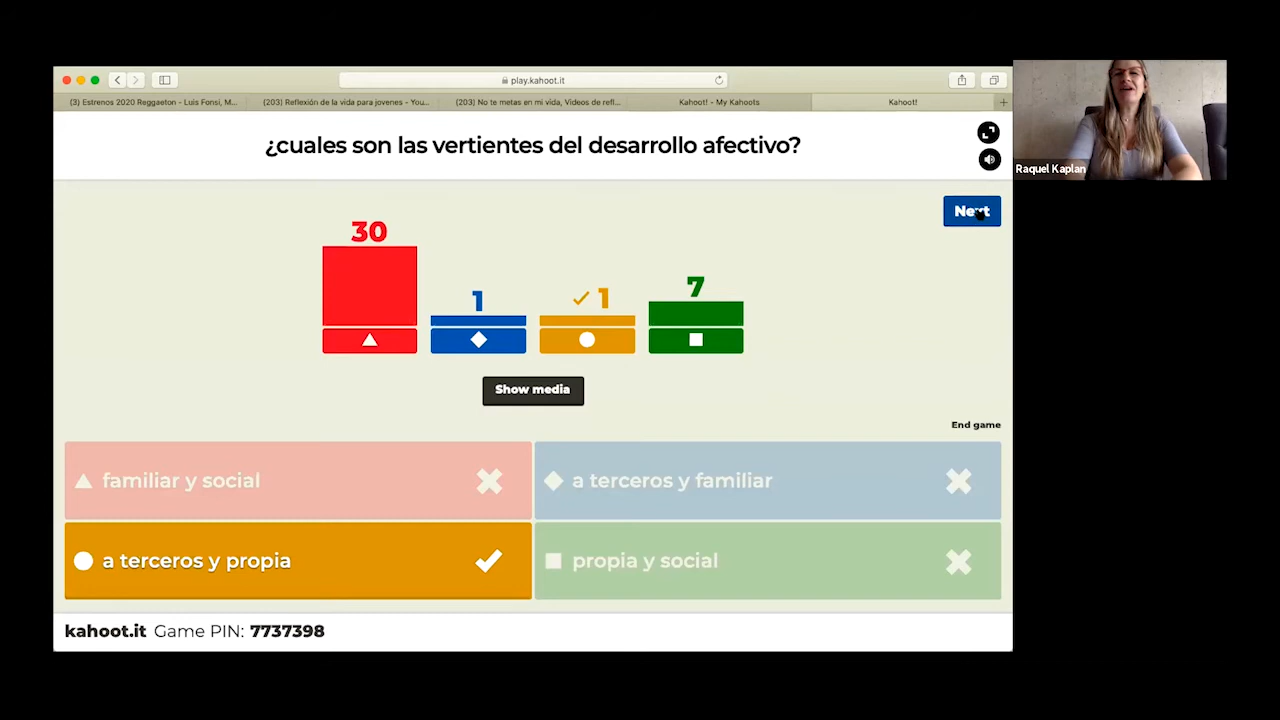 play.kahoot.it
(3) Estrenos 2020 Reggaeton - Luis Fonsi, M...
(203) Reflexión de la vida para jovenes - You...
(203) No te metas en mi vida, Videos de refl...
Kahoot! - My Kahoots
Kahoot!
¿cuales son las vertientes del desarrollo afectivo?
Raquel Kaplan
Next
30
1
1
7
Show media
End game
familiar y social
a terceros y familiar
a terceros y propia
propia y social
kahoot.it Game PIN: 7737398